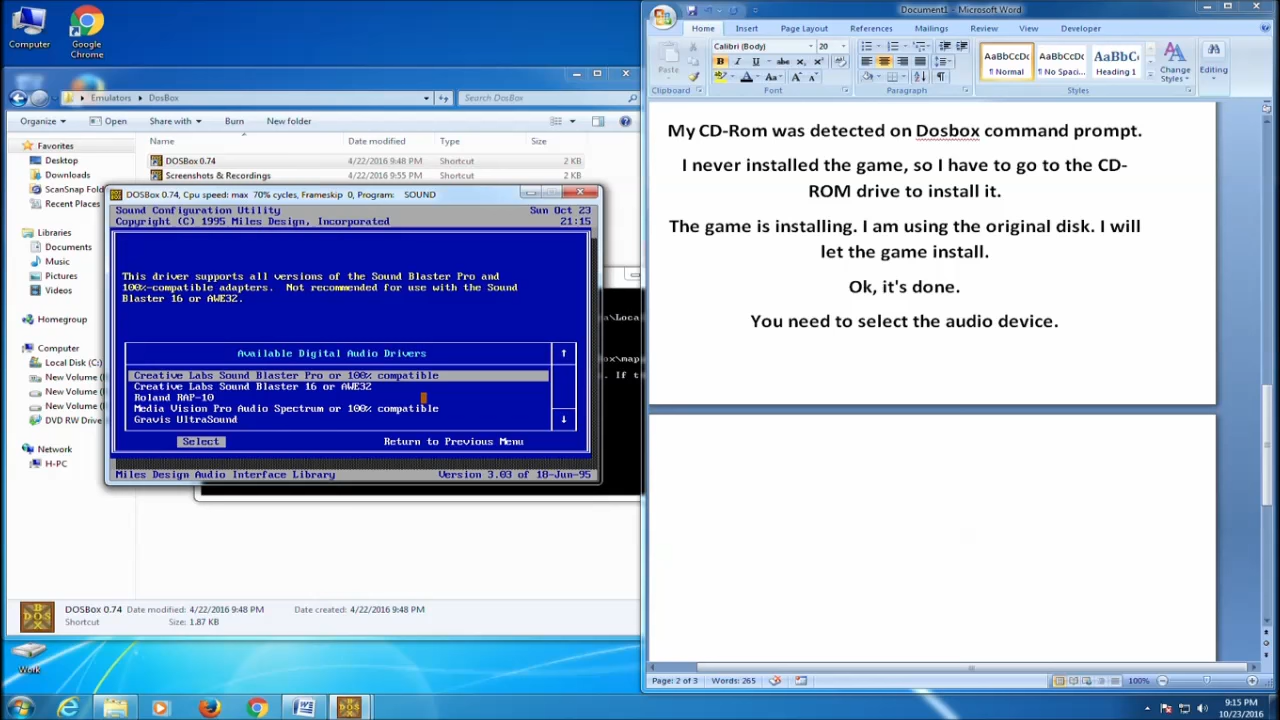 Computer
Google
Chrome
Emulators
DosBox
Search DosBox
Organize
Open
Share with
Burn
New folder
Name
Date modified
Type
Size
Favorites
Desktop
Downloads
ScanSnap Fold
Recent Places
Libraries
Documents
Music
Pictures
Videos
Homegroup
Computer
Local Disk (C:)
New Volume (
New Volume (
New Volume (
DVD RW Drive
Network
H-PC
DOSBox 0.74 4/22/2016 9:48 PM Shortcut 2 KB
Screenshots & Recordings 4/22/2016 9:55 PM Shortcut 2 KB
DOSBox 0.74, Cpu speed: max 70% cycles, Frameskip 0, Program: SOUND
Sound Configuration Utility Sun Oct 23
Copyright (C) 1995 Miles Design, Incorporated 21:15
This driver supports all versions of the Sound Blaster Pro and
100%-compatible adapters. Not recommended for use with the Sound
Blaster 16 or AWE32.
Available Digital Audio Drivers
Creative Labs Sound Blaster Pro or 100% compatible
Creative Labs Sound Blaster 16 or AWE32
Roland RAP-10
Media Vision Pro Audio Spectrum or 100% compatible
Gravis UltraSound
Select Return to Previous Menu
Miles Design Audio Interface Library Version 3.03 of 18-Jun-95
a\Local
ox\map
. If t
DOSBox 0.74 Date modified: 4/22/2016 9:48 PM Date created: 4/22/2016 9:48 PM
Shortcut Size: 1.87 KB
Work
Document1 - Microsoft Word
Home Insert Page Layout References Mailings Review View Developer
Paste
Calibri (Body) 20
AaBbCcDc AaBbCcDc AaBbC
¶ Normal ¶ No Spaci... Heading 1
Change
Styles
Editing
Clipboard Font Paragraph Styles
My CD-Rom was detected on Dosbox command prompt.
I never installed the game, so I have to go to the CD-
ROM drive to install it.
The game is installing. I am using the original disk. I will
let the game install.
Ok, it's done.
You need to select the audio device.
Page: 2 of 3 Words: 265 100%
9:15 PM
10/23/2016